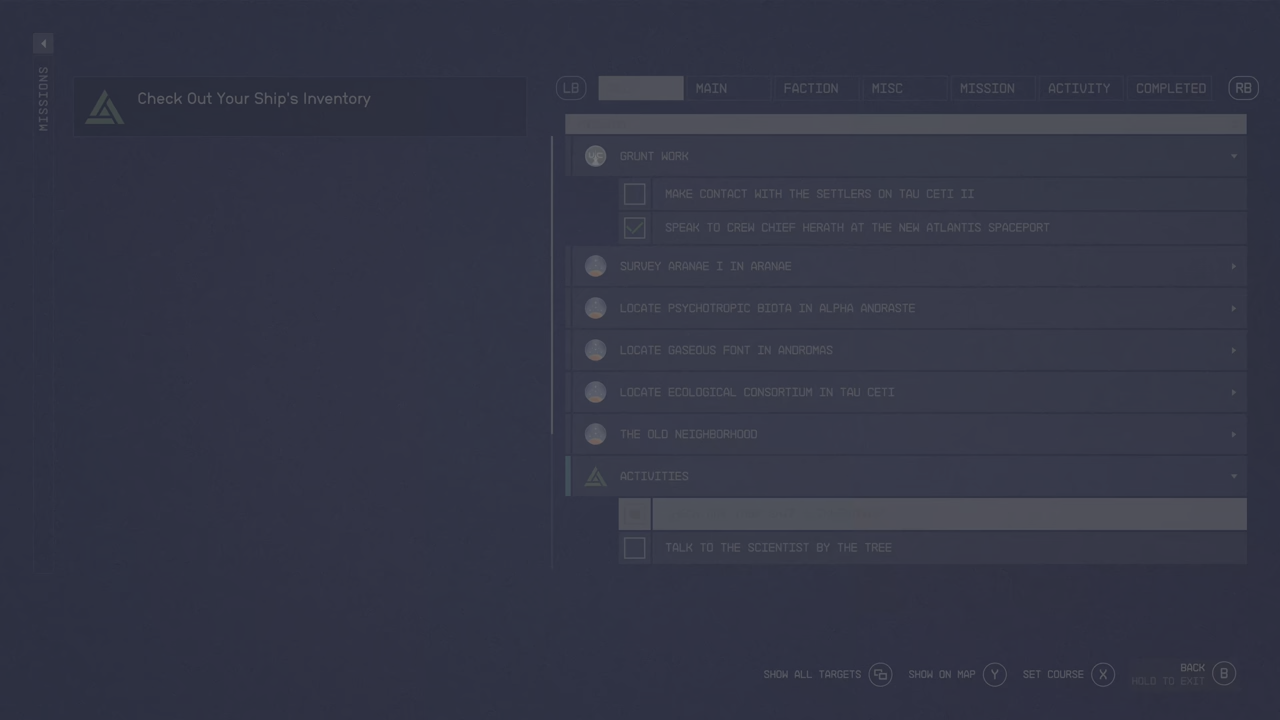 MISSIONS
Check Out Your Ship's Inventory
LB
MAIN
FACTION
MISC
MISSION
ACTIVITY
COMPLETED
RB
GRUNT WORK
MAKE CONTACT WITH THE SETTLERS ON TAU CETI II
SPEAK TO CREW CHIEF HERATH AT THE NEW ATLANTIS SPACEPORT
SURVEY ARANAE I IN ARANAE
LOCATE PSYCHOTROPIC BIOTA IN ALPHA ANDRASTE
LOCATE GASEOUS FONT IN ANDROMAS
LOCATE ECOLOGICAL CONSORTIUM IN TAU CETI
THE OLD NEIGHBORHOOD
ACTIVITIES
TALK TO THE SCIENTIST BY THE TREE
SHOW ALL TARGETS
SHOW ON MAP Y
SET COURSE X
BACK B
HOLD TO EXIT